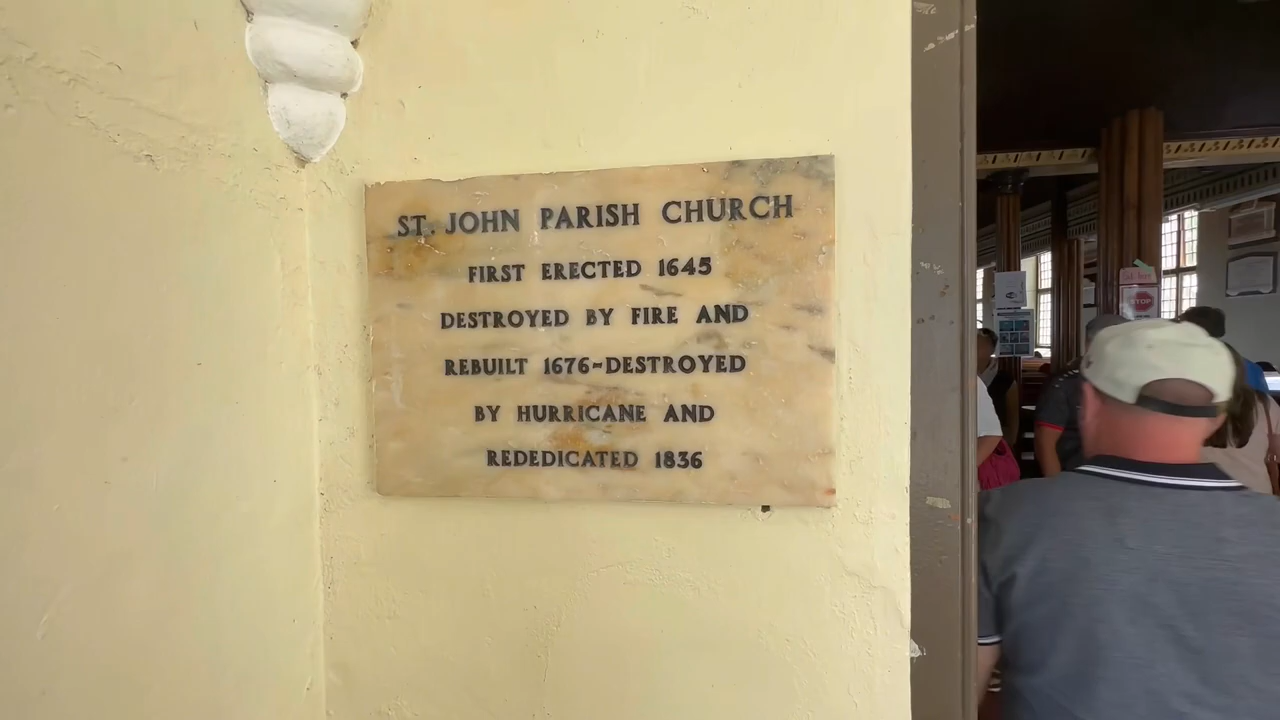 ST. JOHN PARISH CHURCH
FIRST ERECTED 1645
DESTROYED BY FIRE AND
REBUILT 1676-DESTROYED
BY HURRICANE AND
REDEDICATED 1836
STOP